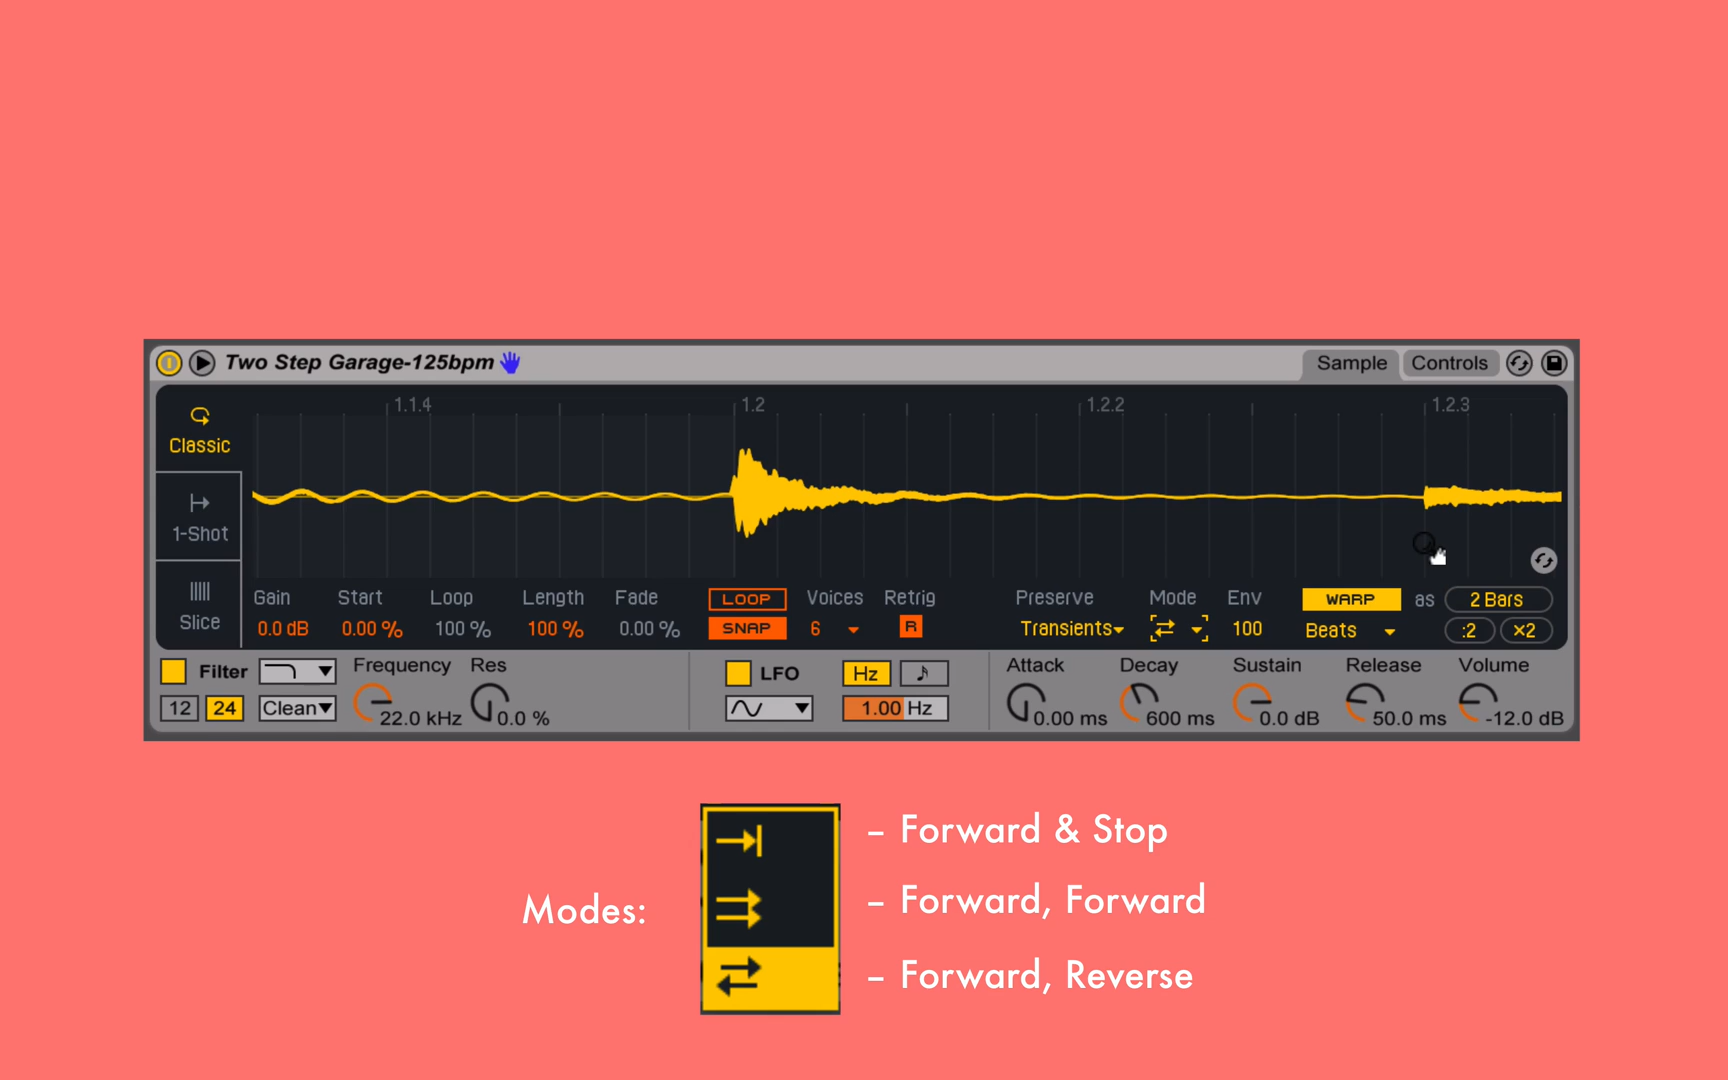 Two Step Garage-125bpm
Sample Controls
1.1.4 1.2 1.2.2 1.2.3
Classic
1-Shot
Slice
Gain Start Loop Length Fade LOOP Voices Retrig Preserve Mode Env WARP as 2 Bars
0.0 dB 0.00 % 100 % 100 % 0.00 % SNAP 6 R Transients 100 Beats :2 ×2
Filter Frequency Res LFO Hz Attack Decay Sustain Release Volume
12 24 Clean 22.0 kHz 0.0 % 1.00 Hz 0.00 ms 600 ms 0.0 dB 50.0 ms -12.0 dB
Modes:
– Forward & Stop
– Forward, Forward
– Forward, Reverse